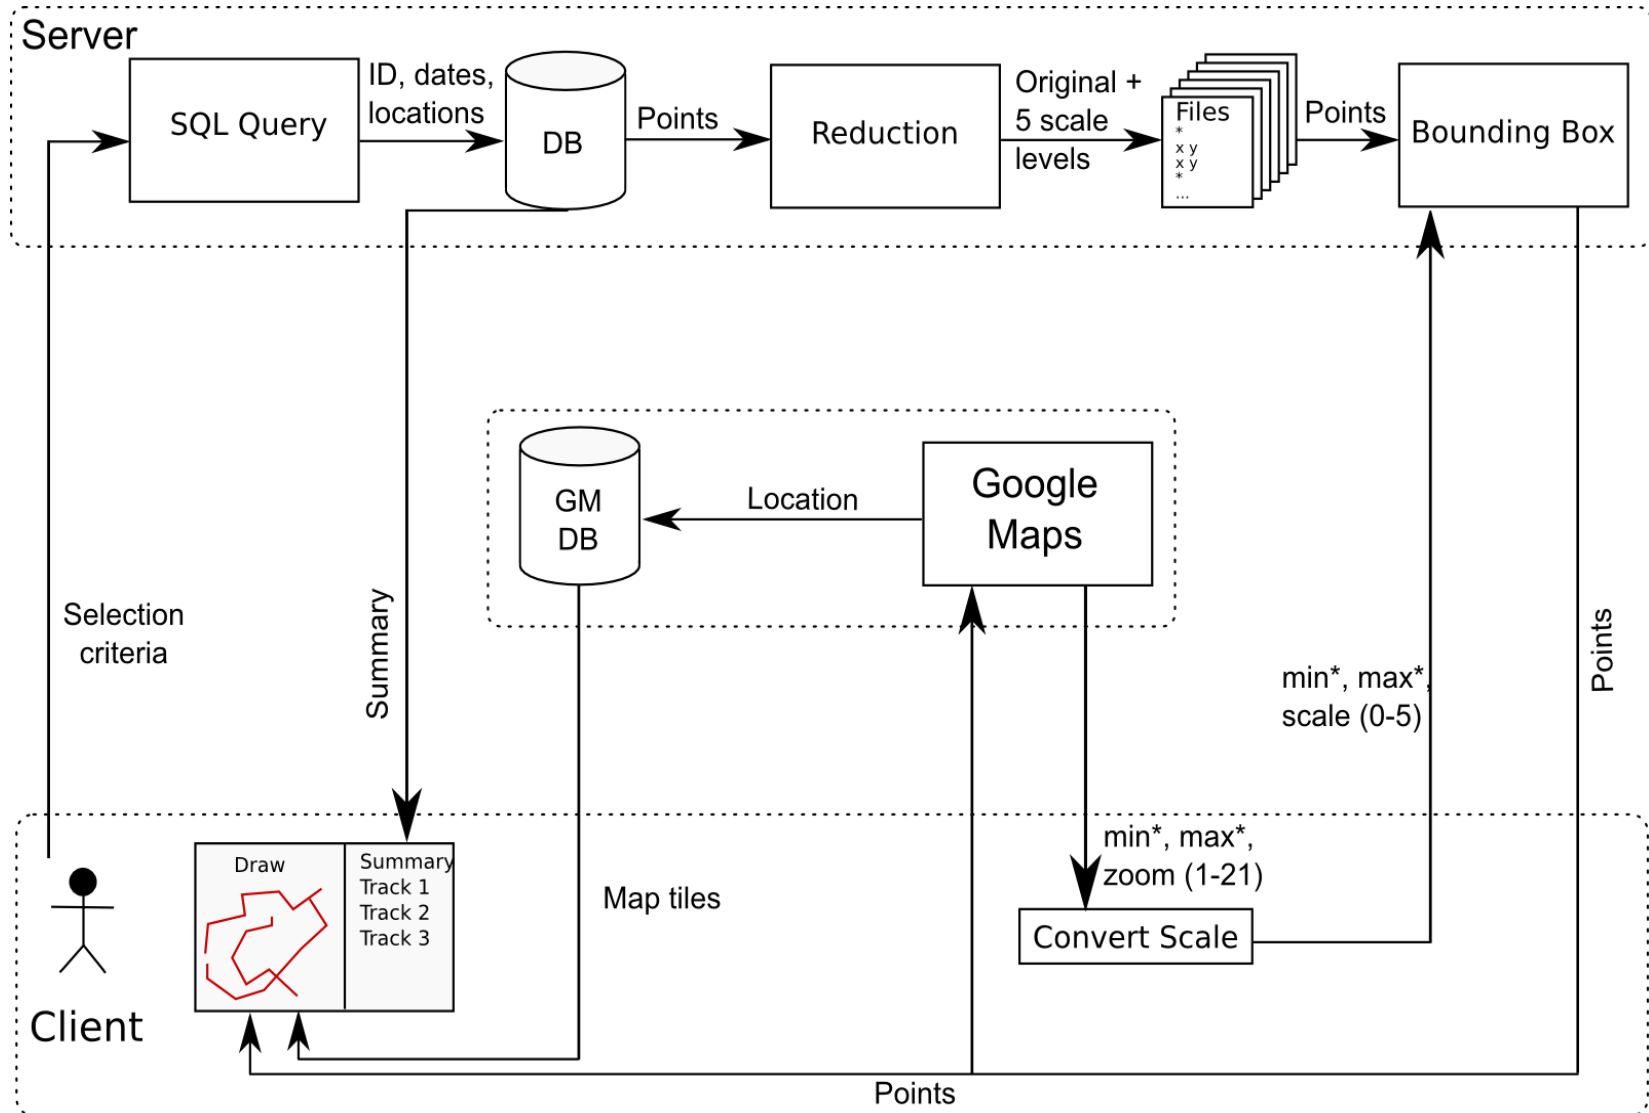 Server
SQL Query
ID, dates,
locations
DB
Points
Reduction
Original +
5 scale
levels
Files
*
x y
x y
*
...
Points
Bounding Box
GM
DB
Location
Google
Maps
Selection
criteria
Summary
min*, max*,
scale (0-5)
Points
min*, max*,
zoom (1-21)
Convert Scale
Map tiles
Draw
Summary
Track 1
Track 2
Track 3
Client
Points